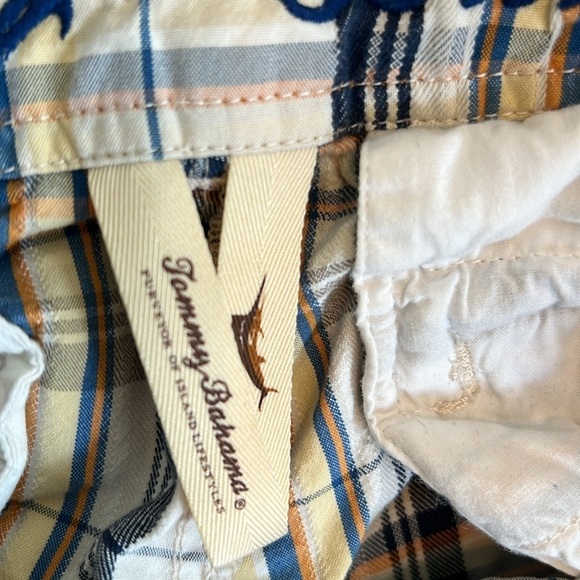 Tommy Bahama®
PURVEYOR OF ISLAND LIFESTYLES